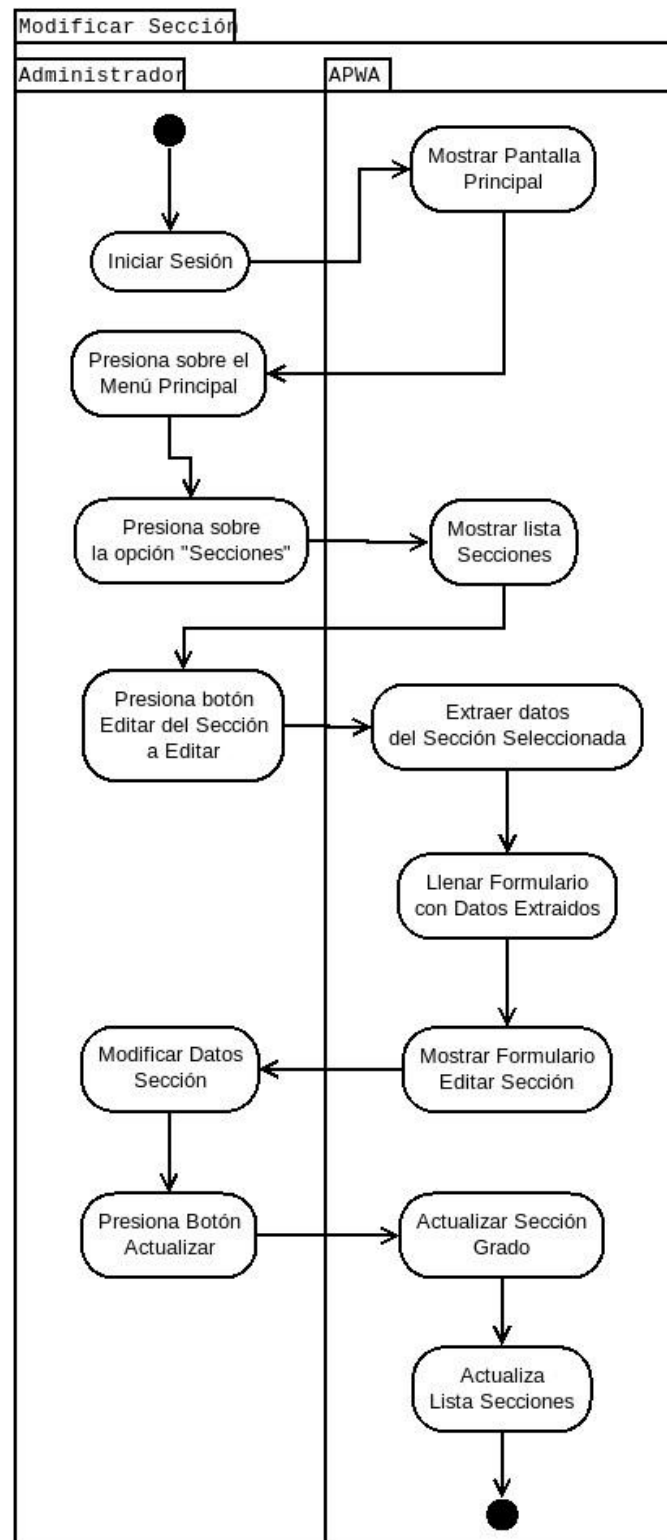 Modificar Sección
Administrador
APWA
Mostrar Pantalla
Principal
Iniciar Sesión
Presiona sobre el
Menú Principal
Presiona sobre
la opción "Secciones"
Mostrar lista
Secciones
Presiona botón
Editar del Sección
a Editar
Extraer datos
del Sección Seleccionada
Llenar Formulario
con Datos Extraidos
Mostrar Formulario
Editar Sección
Modificar Datos
Sección
Presiona Botón
Actualizar
Actualizar Sección
Grado
Actualiza
Lista Secciones